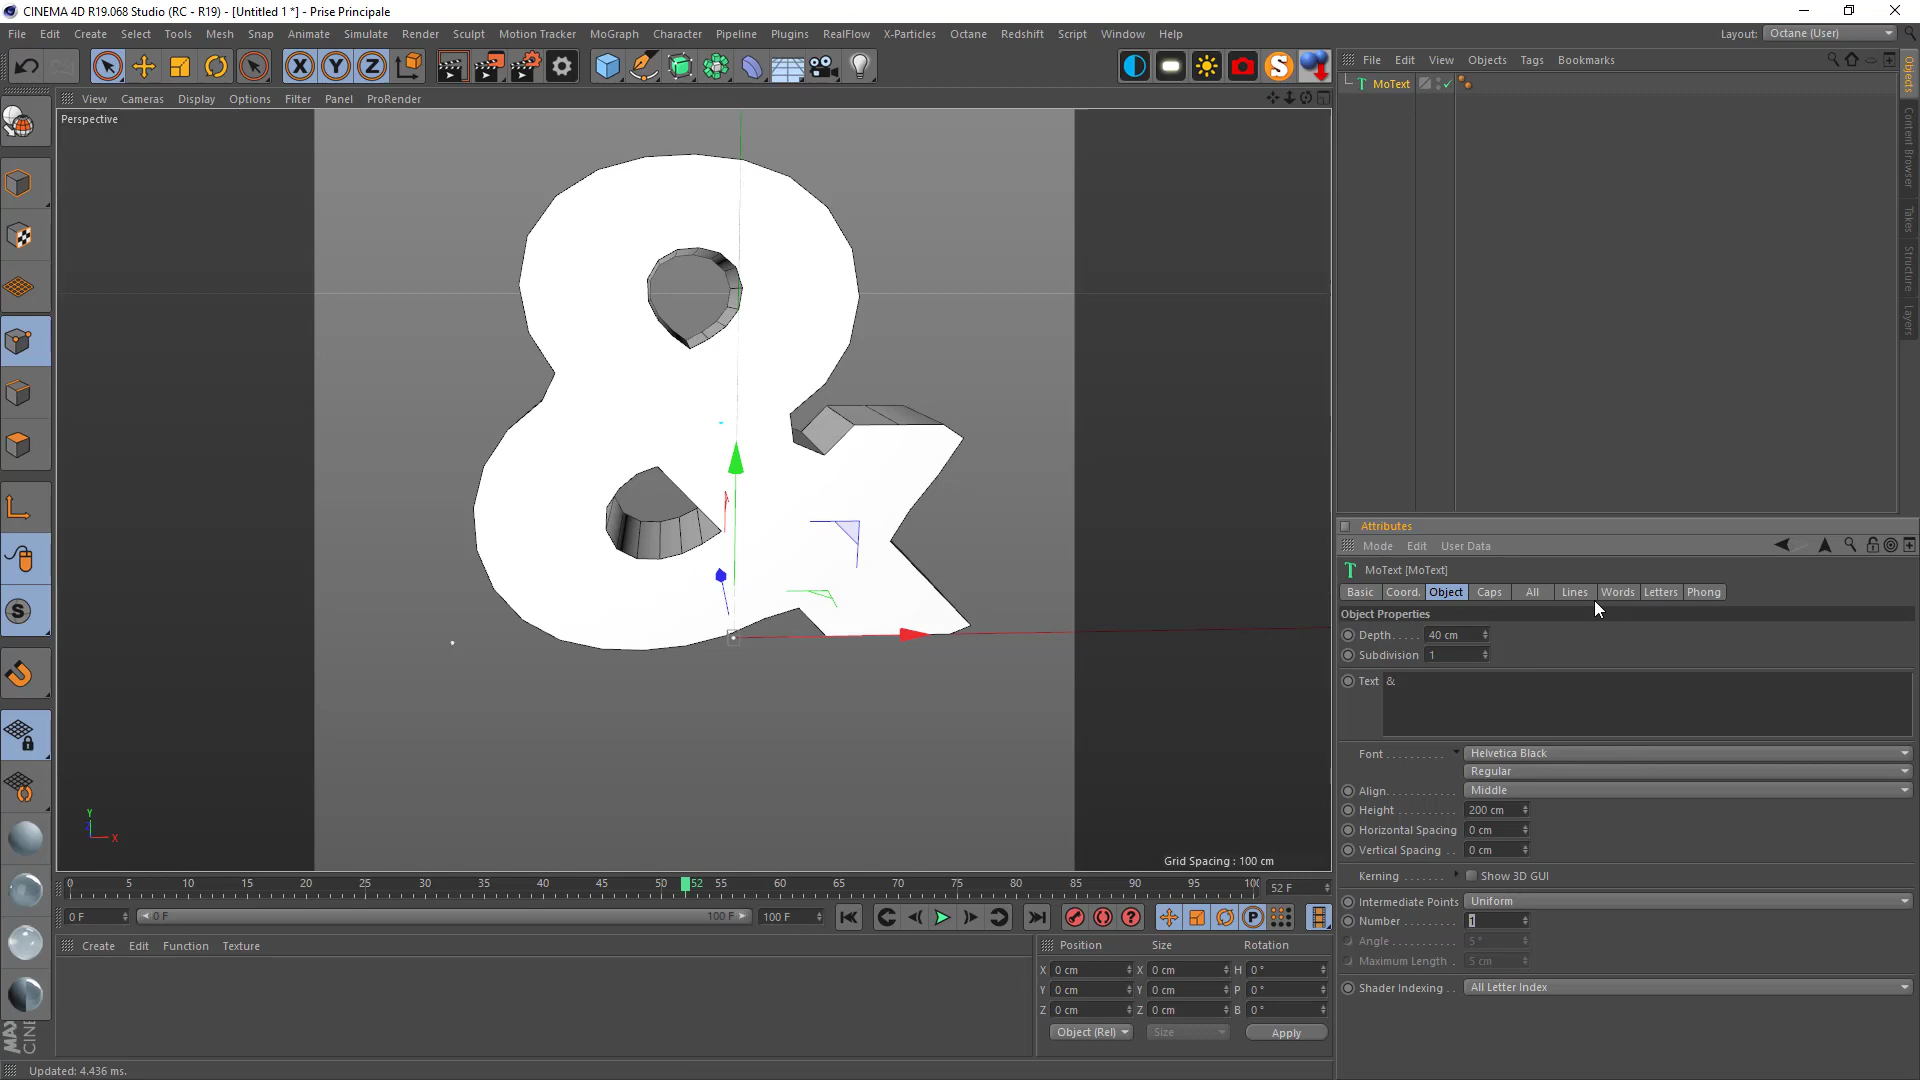 CINEMA 4D R19.068 Studio (RC - R19) - [Untitled 1 *] - Prise Principale
File Edit Create Select Tools Mesh Snap Animate Simulate Render Sculpt Motion Tracker MoGraph Character Pipeline Plugins RealFlow X-Particles Octane Redshift Script Window Help Layout: Octane (User)
X Y Z S
File Edit View Objects Tags Bookmarks
MoText
View Cameras Display Options Filter Panel ProRender
Perspective
&
Objects
Content Browser
Takes
Structure
Layers
Attributes
Mode Edit User Data
MoText [MoText]
Basic Coord. Object Caps All Lines Words Letters Phong
Object Properties
Depth..... 40 cm
Subdivision 1
Text &
Font.......... Helvetica Black
Regular
Align........... Middle
Height.......... 200 cm
Horizontal Spacing 0 cm
Vertical Spacing .. 0 cm
Kerning ....... Show 3D GUI
Intermediate Points Uniform
Number......... 1
Angle........... 5 °
Maximum Length . 5 cm
Shader Indexing... All Letter Index
Y
Z
X
Grid Spacing : 100 cm
0 5 10 15 20 25 30 35 40 45 50 52 55 60 65 70 75 80 85 90 95 100 52 F
0 F 0 F 100 F 100 F
Create Edit Function Texture
Position Size Rotation
X 0 cm X 0 cm H 0 °
Y 0 cm Y 0 cm P 0 °
Z 0 cm Z 0 cm B 0 °
Object (Rel) Size Apply
Updated: 4.436 ms.